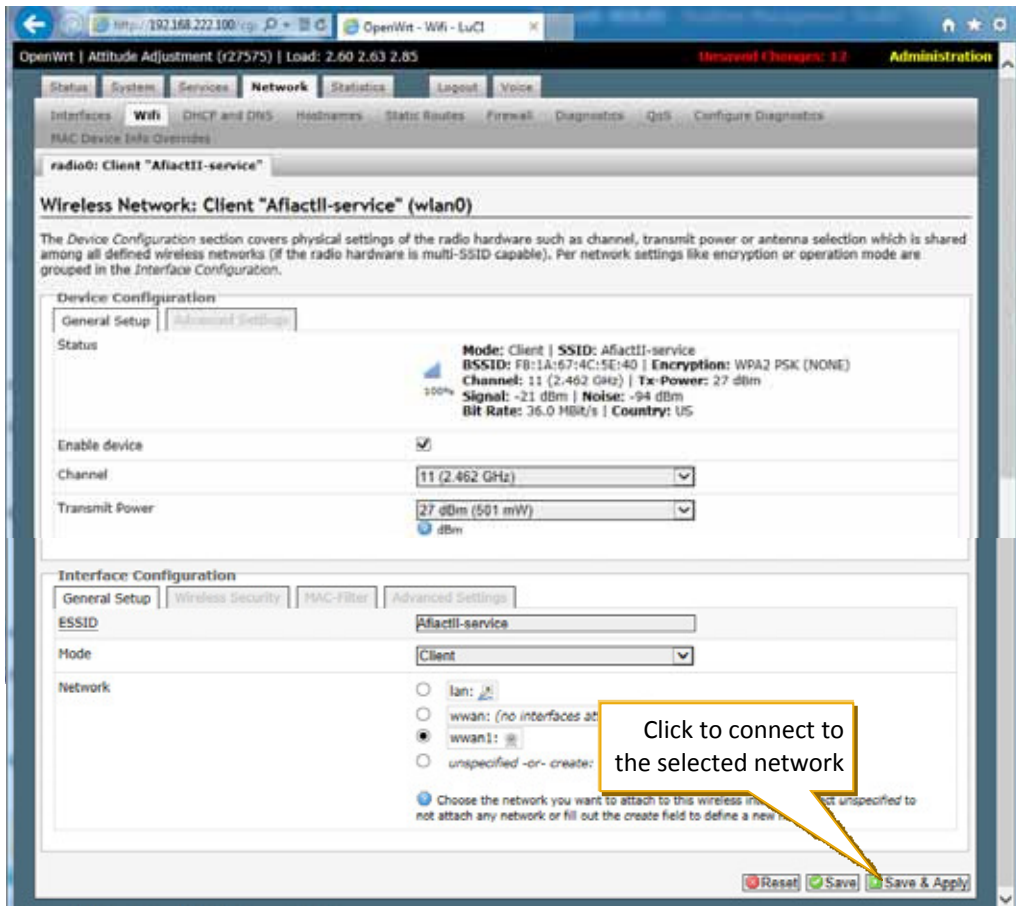 http://192.168.222.100/cgi
OpenWrt - Wifi - LuCI
OpenWrt | Attitude Adjustment (r27575) | Load: 2.60 2.63 2.85 Unsaved Changes: 12 Administration
Status System Services Network Statistics Logout Voice
Interfaces Wifi DHCP and DNS Hostnames Static Routes Firewall Diagnostics QoS Configure Diagnostics
MAC Device Info Overrides
radio0: Client "AfiactII-service"
Wireless Network: Client "AfiactII-service" (wlan0)
The Device Configuration section covers physical settings of the radio hardware such as channel, transmit power or antenna selection which is shared
among all defined wireless networks (if the radio hardware is multi-SSID capable). Per network settings like encryption or operation mode are
grouped in the Interface Configuration.
Device Configuration
General Setup Advanced Settings
Status
100%
Mode: Client | SSID: AfiactII-service
BSSID: F8:1A:67:4C:5E:40 | Encryption: WPA2 PSK (NONE)
Channel: 11 (2.462 GHz) | Tx-Power: 27 dBm
Signal: -21 dBm | Noise: -94 dBm
Bit Rate: 36.0 MBit/s | Country: US
Enable device
Channel 11 (2.462 GHz)
Transmit Power 27 dBm (501 mW)
dBm
Interface Configuration
General Setup Wireless Security MAC-Filter Advanced Settings
ESSID AfiactII-service
Mode Client
Network lan:
wwan: (no interfaces at
wwan1:
unspecified -or- create:
Click to connect to
the selected network
Choose the network you want to attach to this wireless in ct unspecified to
not attach any network or fill out the create field to define a new
Reset Save Save & Apply